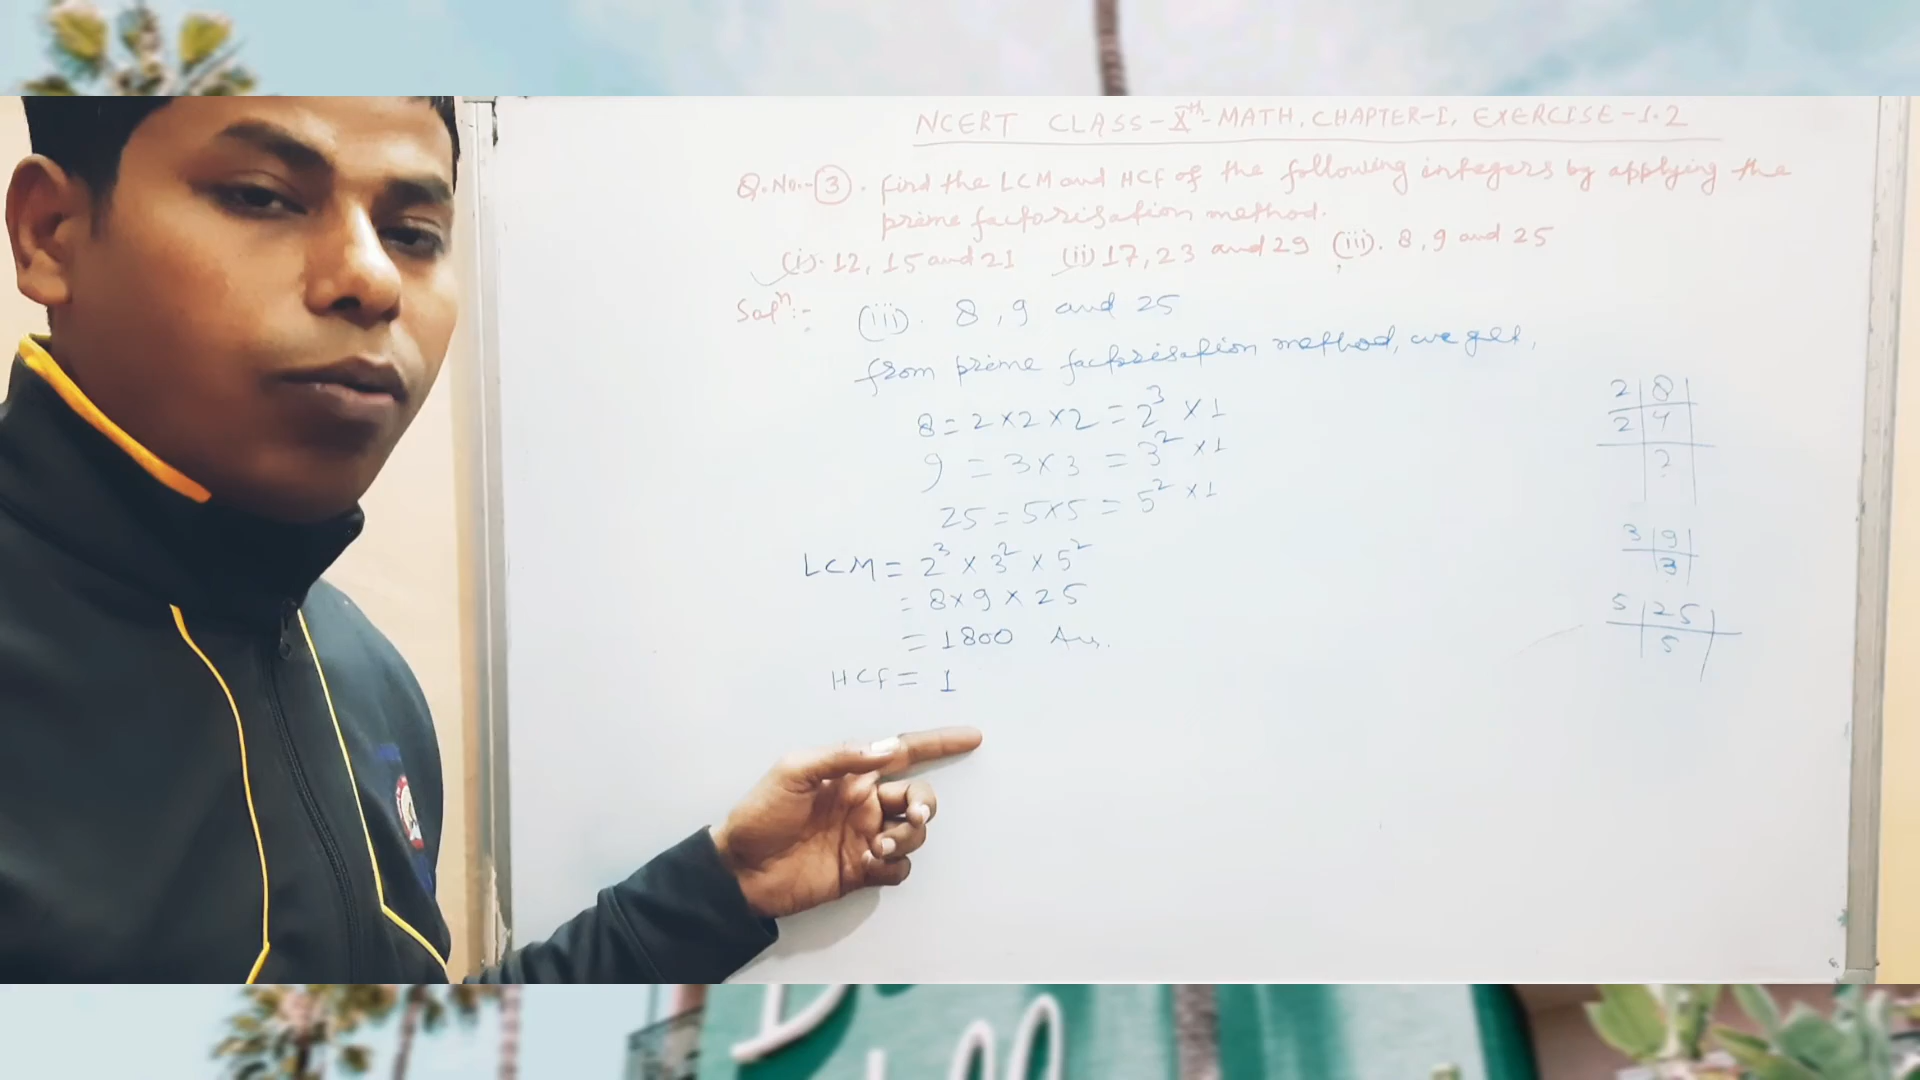 NCERT CLASS-Xth-MATH, CHAPTER-I, EXERCISE-1.2
Q.No.-(3). Find the LCM and HCF of the following integers by applying the
prime factorisation method.
(i). 12, 15 and 21 (ii) 17, 23 and 29 (iii). 8, 9 and 25
Solⁿ:- (iii). 8, 9 and 25
from prime factorisation method, we get,
8 = 2 × 2 × 2 = 2³ × 1
9 = 3 × 3 = 3² × 1
25 = 5×5 = 5² × 1
LCM = 2³ × 3² × 5²
= 8 × 9 × 25
= 1800 Ans.
HCF = 1
2 | 8
2 | 4
2
3 | 9
3
5 | 25
5